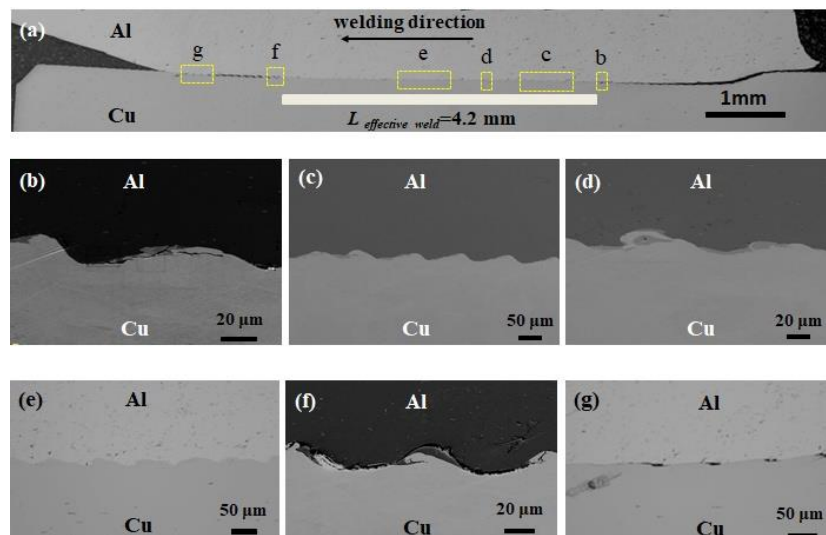 (a)
welding direction
Al
g
f
e
d
c
b
1mm
Cu
L effective weld=4.2 mm
(b)
Al
Cu
20 µm
(c)
Al
Cu
50 µm
(d)
Al
Cu
20 µm
(e)
Al
Cu
50 µm
(f)
Al
Cu
20 µm
(g)
Al
Cu
50 µm